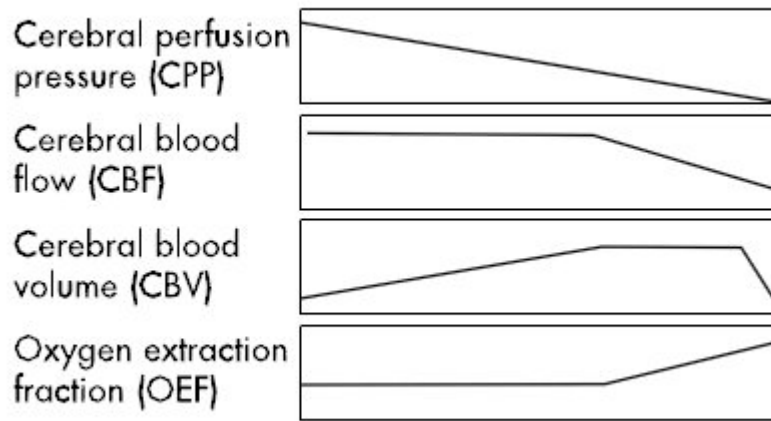 Cerebral perfusion
pressure (CPP)
Cerebral blood
flow (CBF)
Cerebral blood
volume (CBV)
Oxygen extraction
fraction (OEF)